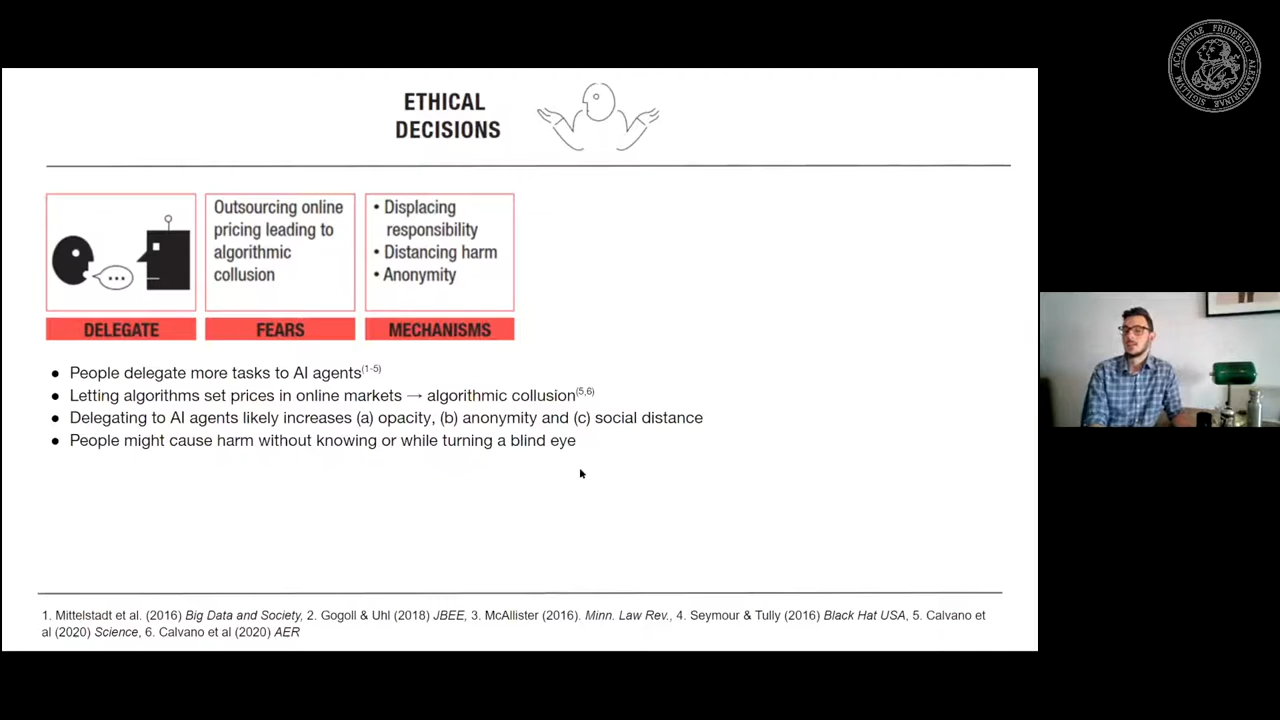 ACADEMIAE FRIDERICO
ALEXANDRINAE SIGILLVM
ETHICAL
DECISIONS
Outsourcing online
pricing leading to
algorithmic
collusion
• Displacing
responsibility
• Distancing harm
• Anonymity
DELEGATE
FEARS
MECHANISMS
● People delegate more tasks to AI agents(1-5)
● Letting algorithms set prices in online markets → algorithmic collusion(5,6)
● Delegating to AI agents likely increases (a) opacity, (b) anonymity and (c) social distance
● People might cause harm without knowing or while turning a blind eye
1. Mittelstadt et al. (2016) Big Data and Society, 2. Gogoll & Uhl (2018) JBEE, 3. McAllister (2016). Minn. Law Rev., 4. Seymour & Tully (2016) Black Hat USA, 5. Calvano et
al (2020) Science, 6. Calvano et al (2020) AER